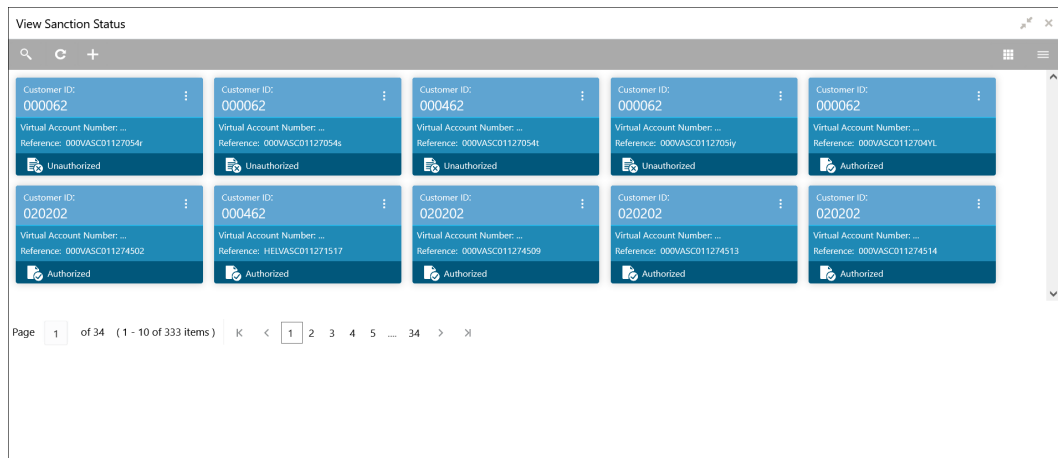 View Sanction Status
Customer ID:
000062
Virtual Account Number: ...
Reference: 000VASC01127054r
Unauthorized
Customer ID:
000062
Virtual Account Number: ...
Reference: 000VASC01127054s
Unauthorized
Customer ID:
000462
Virtual Account Number: ...
Reference: 000VASC01127054t
Unauthorized
Customer ID:
000062
Virtual Account Number: ...
Reference: 000VASC0112705iy
Unauthorized
Customer ID:
000062
Virtual Account Number: ...
Reference: 000VASC0112704YL
Authorized
Customer ID:
020202
Virtual Account Number: ...
Reference: 000VASC011274502
Authorized
Customer ID:
000462
Virtual Account Number: ...
Reference: HELVASC011271517
Authorized
Customer ID:
020202
Virtual Account Number: ...
Reference: 000VASC011274509
Authorized
Customer ID:
020202
Virtual Account Number: ...
Reference: 000VASC011274513
Authorized
Customer ID:
020202
Virtual Account Number: ...
Reference: 000VASC011274514
Authorized
Page 1 of 34 ( 1 - 10 of 333 items ) 1 2 3 4 5 .... 34